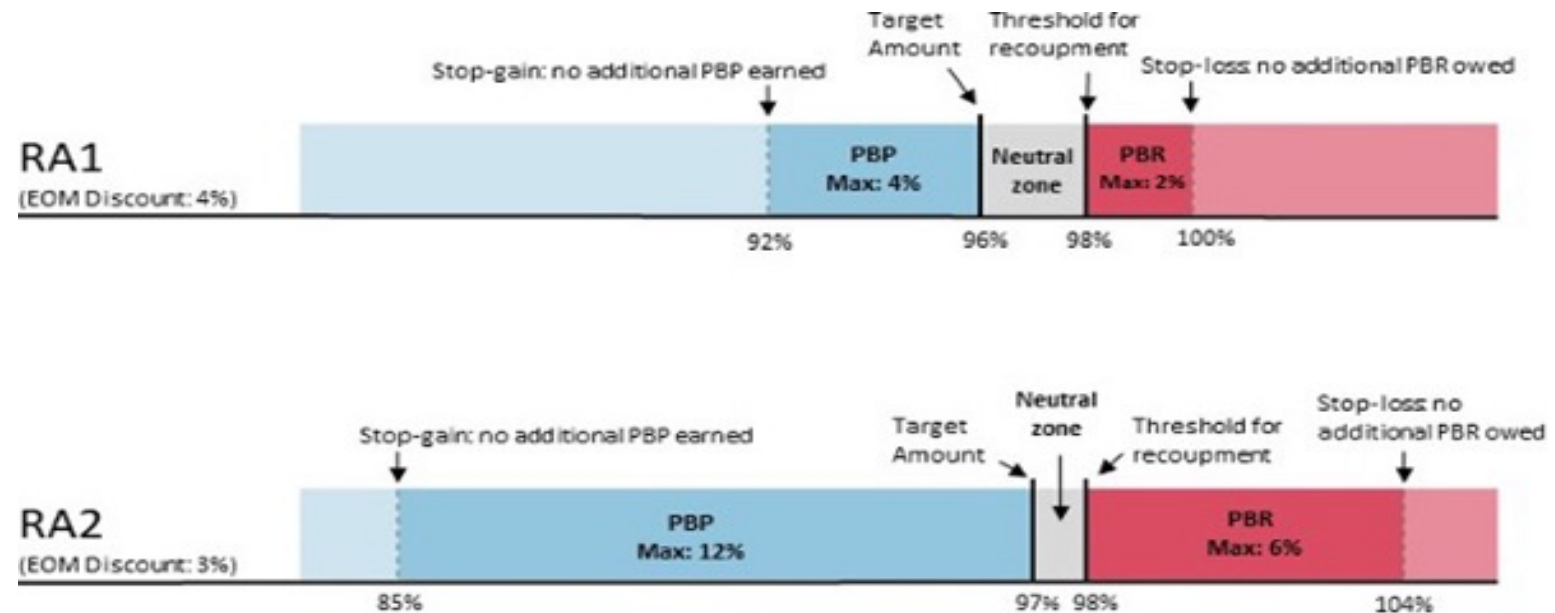 Target
Amount
Threshold for
recoupment
Stop-gain: no additional PBP earned
Stop-loss: no additional PBR owed
RA1
(EOM Discount: 4%)
PBP
Max: 4%
Neutral
zone
PBR
Max: 2%
92%
96%
98%
100%
Neutral
zone
Stop-loss: no
additional PBR owed
Stop-gain: no additional PBP earned
Target
Amount
Threshold for
recoupment
RA2
(EOM Discount: 3%)
PBP
Max: 12%
PBR
Max: 6%
85%
97%
98%
104%